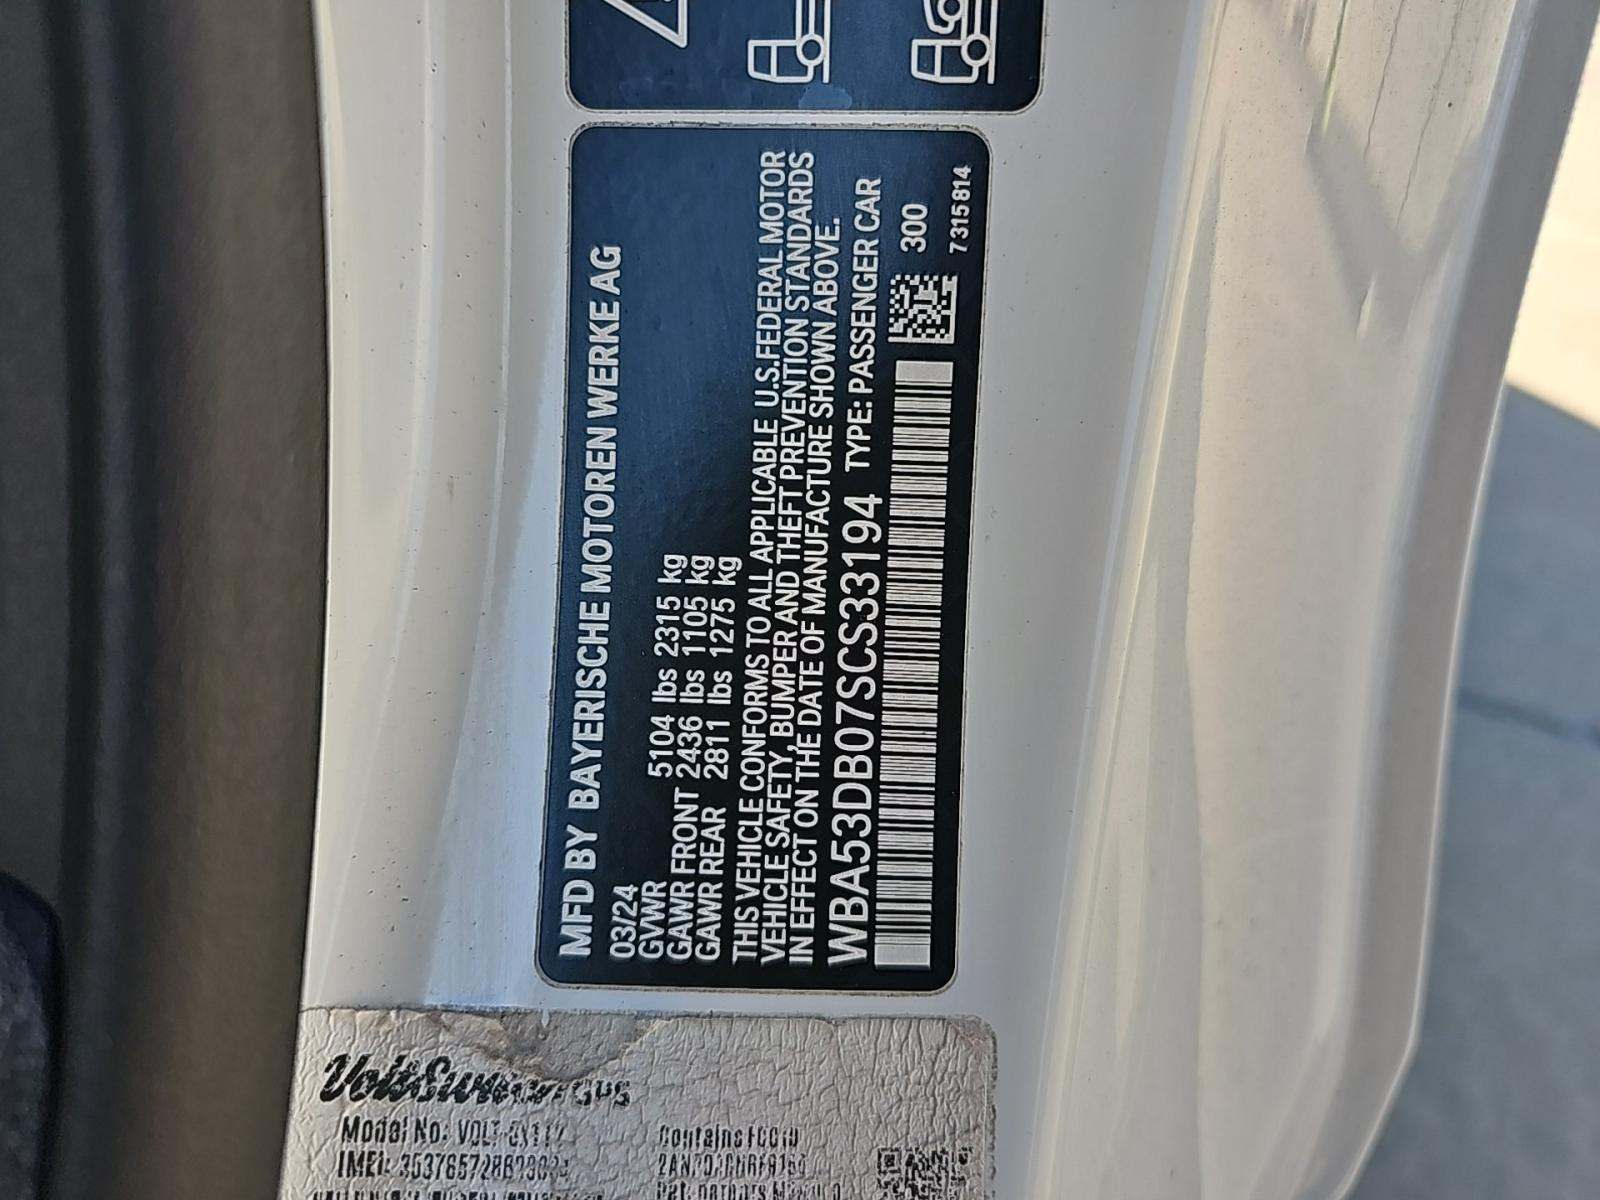 MFD BY BAYERISCHE MOTOREN WERKE AG
03/24
GVWR 5104 lbs 2315 kg
GAWR FRONT 2436 lbs 1105 kg
GAWR REAR 2811 lbs 1275 kg
THIS VEHICLE CONFORMS TO ALL APPLICABLE U.S.FEDERAL MOTOR
VEHICLE SAFETY, BUMPER AND THEFT PREVENTION STANDARDS
IN EFFECT ON THE DATE OF MANUFACTURE SHOWN ABOVE.
WBA53DB07SCS33194 TYPE: PASSENGER CAR
300
7315814
GPS
Model No:
IMEI:
Contains